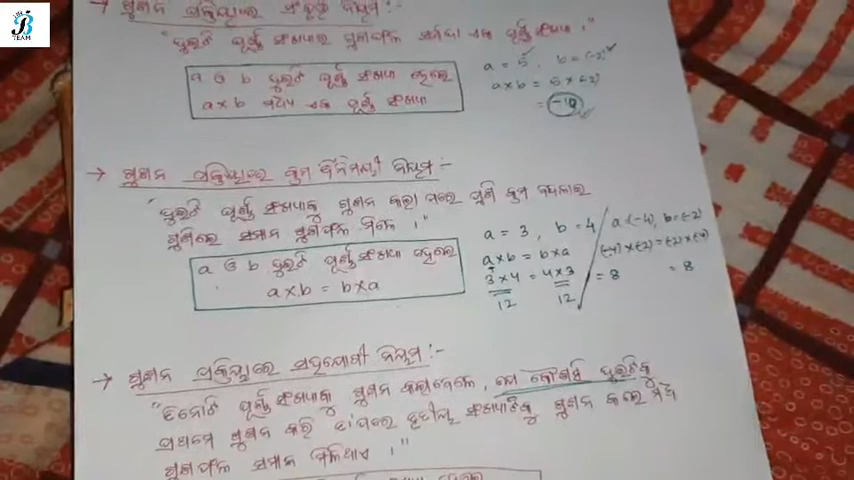 JB
TEAM
→ ଗୁଣନ ପ୍ରକ୍ରିୟାରେ ସଂବୃତ୍ତି ନିୟମ :-
"ଦୁଇଟି ପୂର୍ଣ୍ଣ ସଂଖ୍ୟାର ଗୁଣଫଳ ସର୍ବଦା ଏକ ପୂର୍ଣ୍ଣ ସଂଖ୍ୟା ।"
a ଓ b ଦୁଇଟି ପୂର୍ଣ୍ଣ ସଂଖ୍ୟା ହେଲେ
a x b ମଧ୍ୟ ଏକ ପୂର୍ଣ୍ଣ ସଂଖ୍ୟା
a = 5, b = (-2)
a x b = 5 x (-2)
= -10
→ ଗୁଣନ ପ୍ରକ୍ରିୟାରେ କ୍ରମ ବିନିମୟୀ ନିୟମ :-
"ଦୁଇଟି ପୂର୍ଣ୍ଣ ସଂଖ୍ୟାକୁ ଗୁଣନ କଲା ପରେ ପୁଣି କ୍ରମ ବଦଳାଇ
ଗୁଣିଲେ ସମାନ ଗୁଣଫଳ ମିଳେ ।"
a ଓ b ଦୁଇଟି ପୂର୍ଣ୍ଣ ସଂଖ୍ୟା ହେଲେ
a x b = b x a
a = 3, b = 4
a x b = b x a
3 x 4 = 4 x 3
12 12
a (-4), b = (-2)
(-4) x (-2) = (-2) x (-4)
= 8 = 8
→ ଗୁଣନ ପ୍ରକ୍ରିୟାରେ ସହଯୋଗୀ ନିୟମ :-
"ତିନୋଟି ପୂର୍ଣ୍ଣ ସଂଖ୍ୟାକୁ ଗୁଣନ କଲାବେଳେ, ଯେ କୌଣସି ଦୁଇଟିକୁ
ପ୍ରଥମେ ଗୁଣନ କରି ତା'ପରେ ତୃତୀୟ ସଂଖ୍ୟାଟିକୁ ଗୁଣନ କଲେ ମଧ୍ୟ
ଗୁଣଫଳ ସମାନ ମିଳିଥାଏ ।"